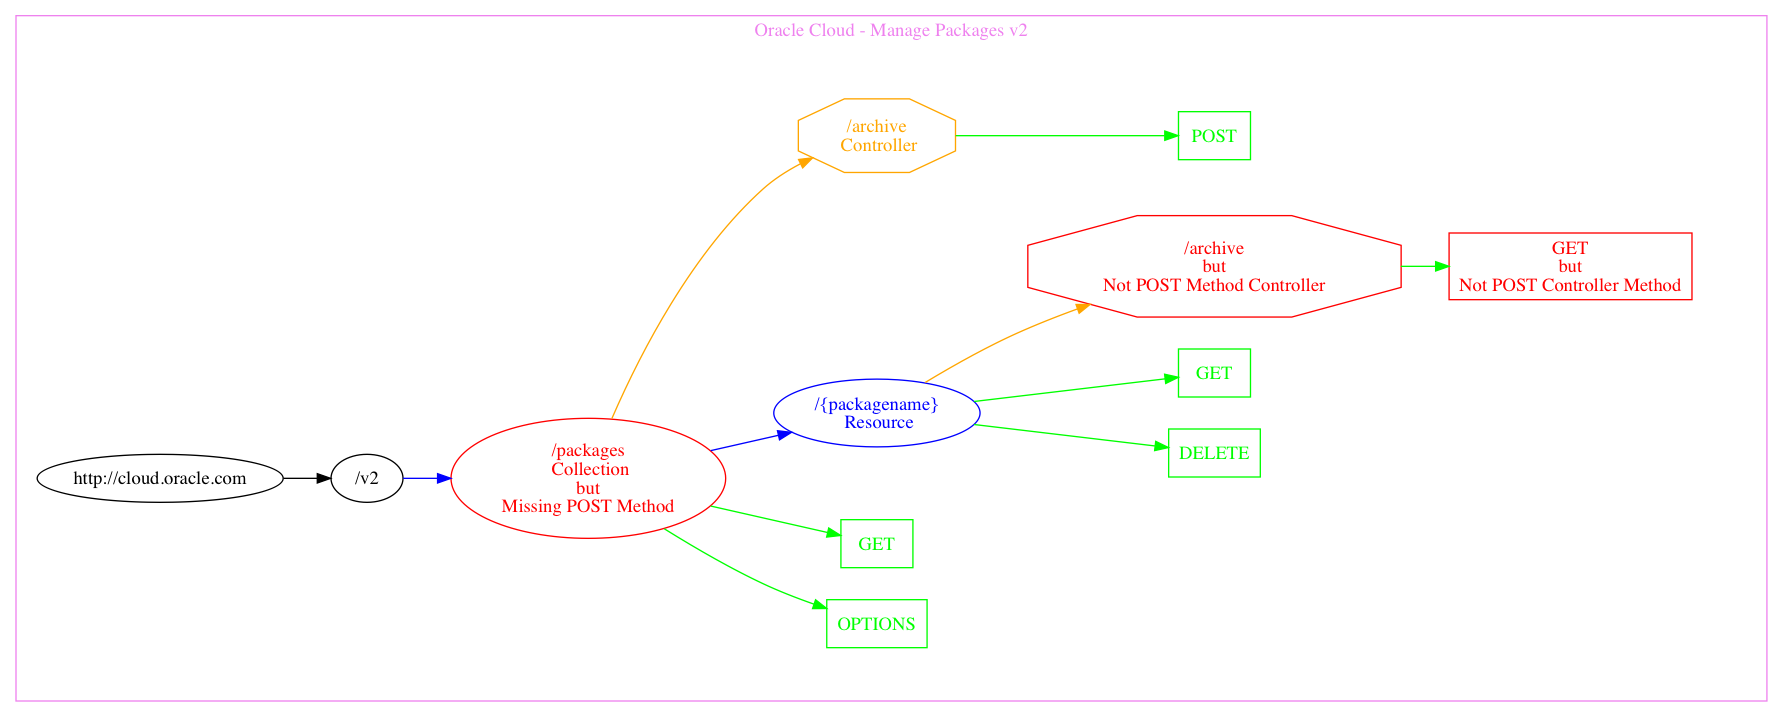 Oracle Cloud - Manage Packages v2
/archive
Controller
POST
/archive
but
Not POST Method Controller
GET
but
Not POST Controller Method
GET
/{packagename}
Resource
DELETE
http://cloud.oracle.com
/v2
/packages
Collection
but
Missing POST Method
GET
OPTIONS